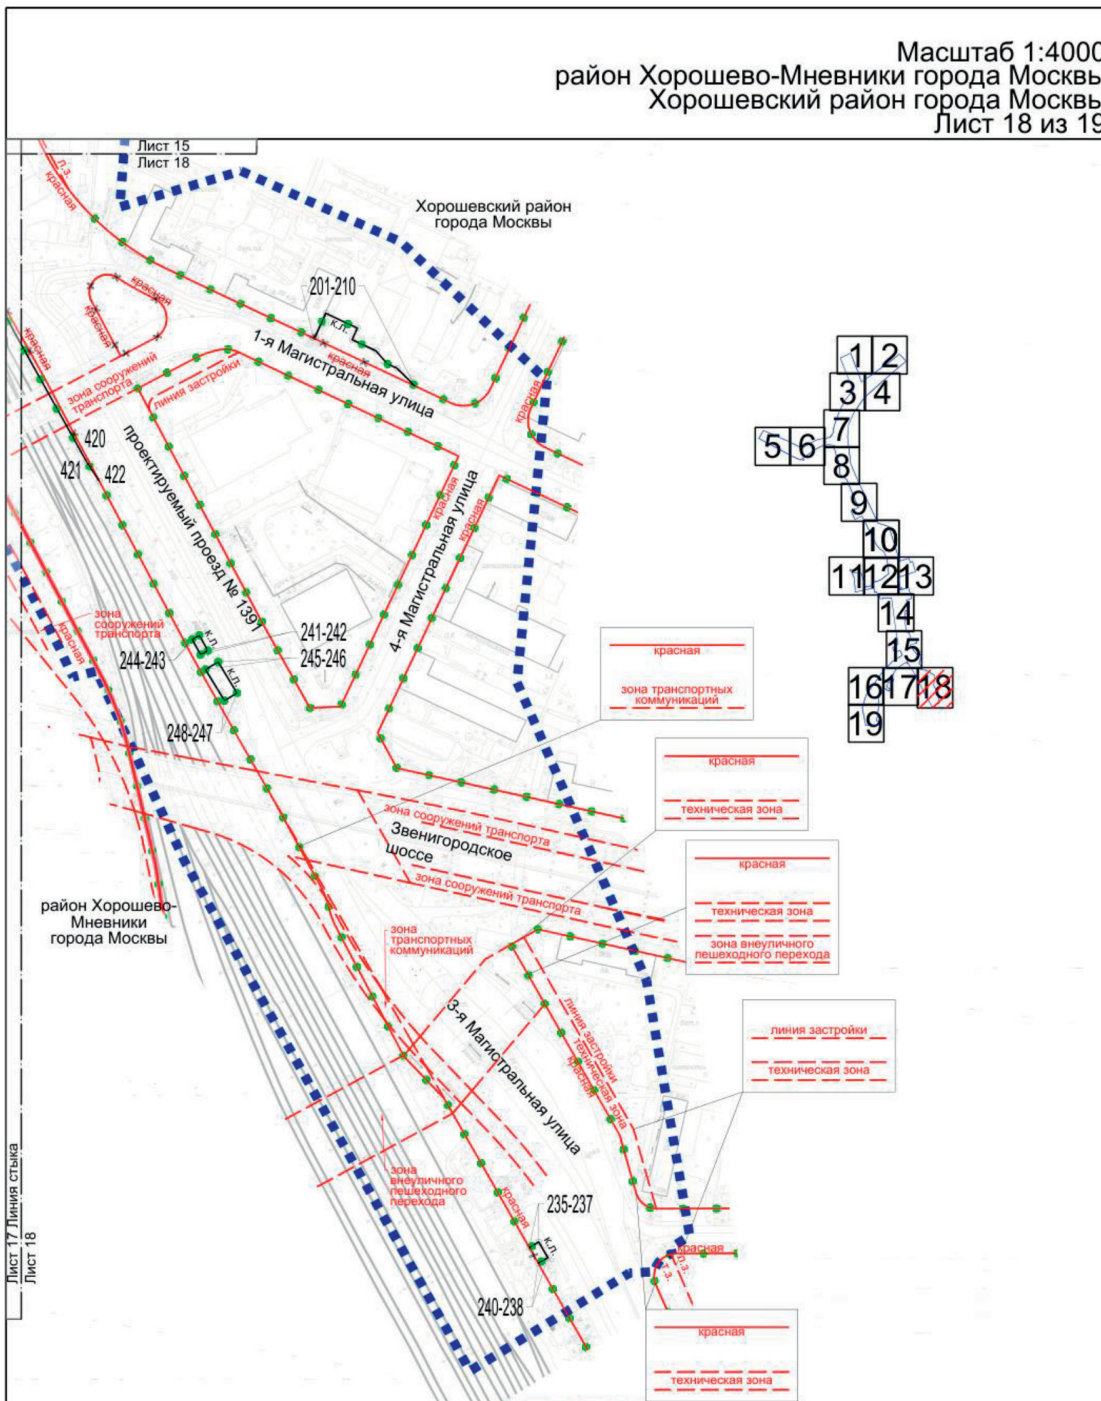 Масштаб 1:4000
район Хорошево-Мневники города Москвы
Хорошевский район города Москвы
Лист 18 из 19
Лист 15
Лист 18
л.з.
красная
Хорошевский район
города Москвы
201-210
к.л.
красная
1-я Магистральная улица
красная
красная
красная
зона сооружений
транспорта
линия застройки
красная
420
421
422
проектируемый проезд № 1391
красная
4-я Магистральная улица
красная
1
2
3
4
7
5
6
8
9
10
11
12
13
14
15
16
17
18
19
зона
сооружений
транспорта
красная
к.л.
241-242
244-243
245-246
к.л.
248-247
красная
зона транспортных
коммуникаций
красная
техническая зона
зона сооружений транспорта
Звенигородское
шоссе
зона сооружений транспорта
красная
техническая зона
зона внеуличного
пешеходного перехода
район Хорошево-
Мневники
города Москвы
зона
транспортных
коммуникаций
3-я Магистральная улица
линия застройки
техническая зона
красная
линия застройки
техническая зона
зона
внеуличного
пешеходного
перехода
красная
235-237
к.л.
240-238
красная
л.з.
т.з.
Лист 17 Линия стыка
Лист 18
красная
техническая зона